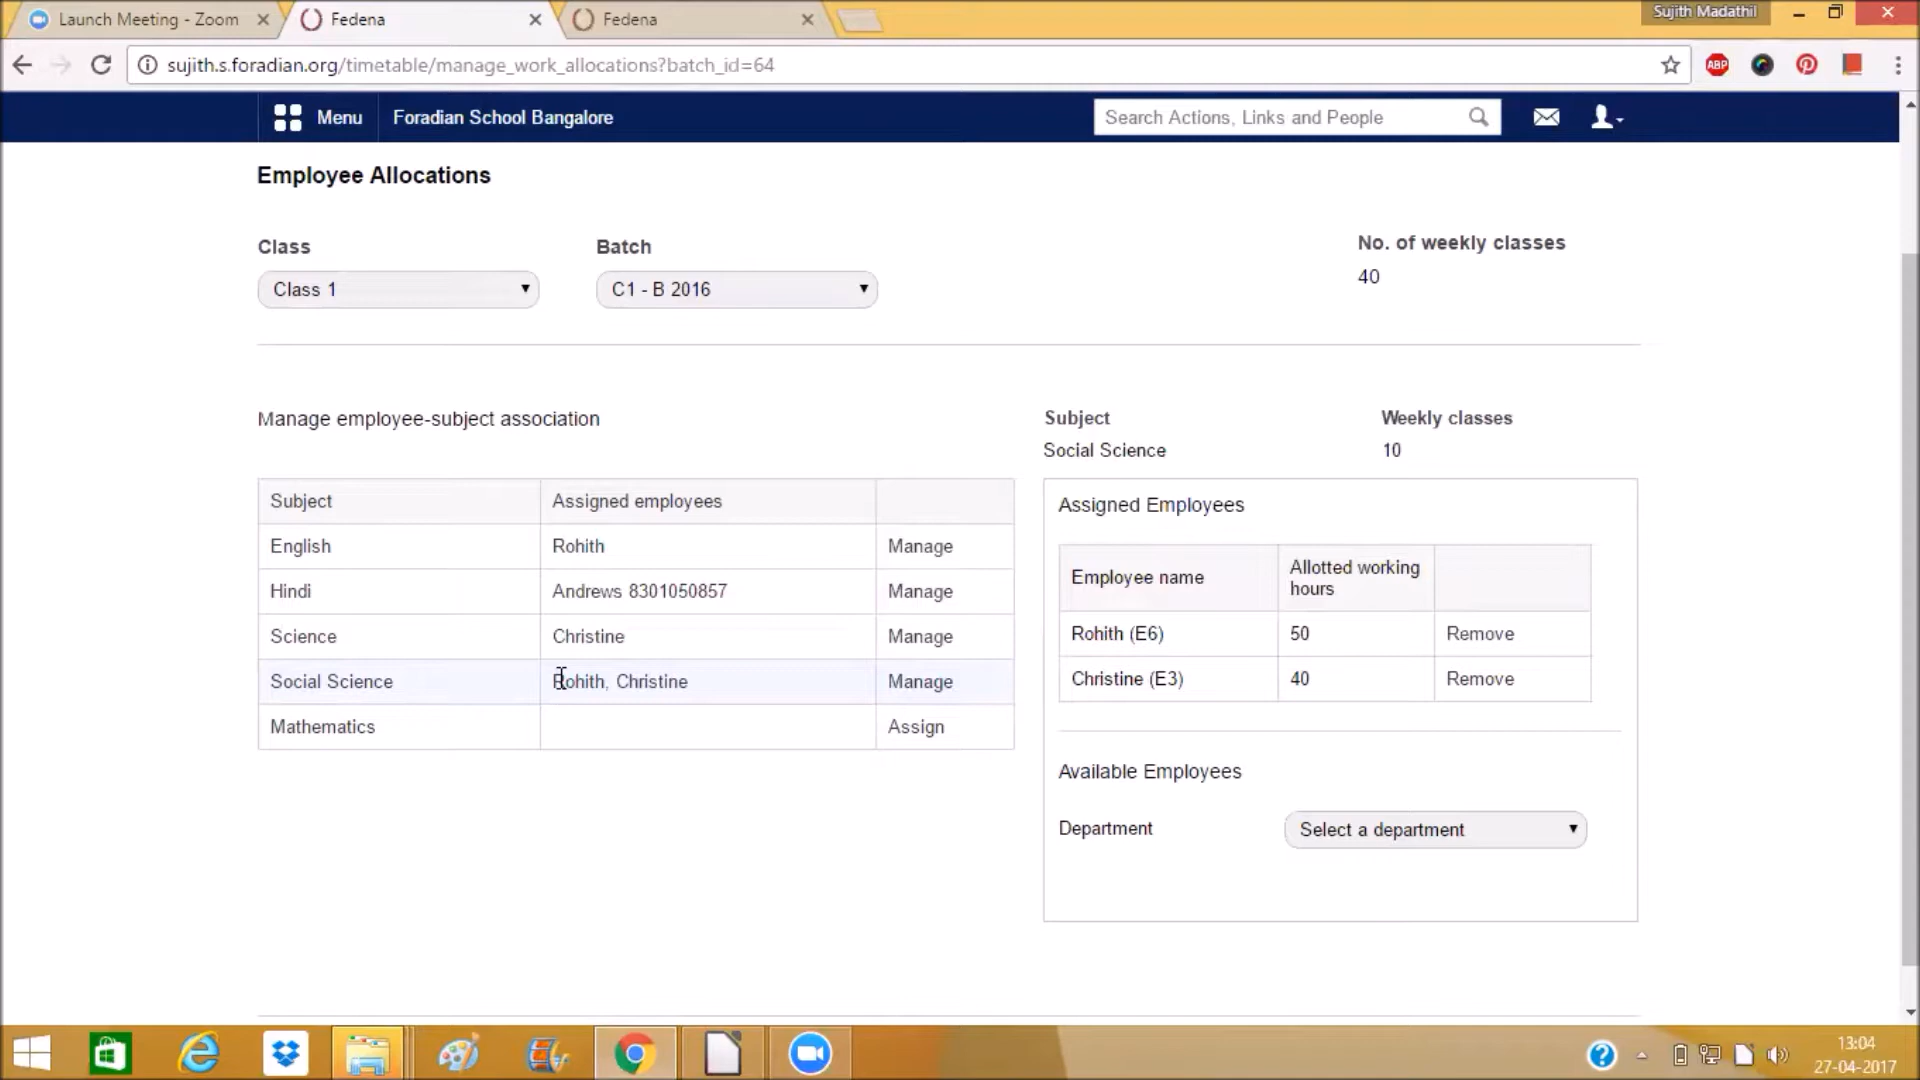 Launch Meeting - Zoom
Fedena
Fedena
Sujith Madathil
sujith.s.foradian.org/timetable/manage_work_allocations?batch_id=64
ABP
Menu
Foradian School Bangalore
Search Actions, Links and People
Employee Allocations
Class
Batch
No. of weekly classes
Class 1
C1 - B 2016
40
Manage employee-subject association
Subject
Weekly classes
Social Science
10
Subject
Assigned employees
English
Rohith
Manage
Hindi
Andrews 8301050857
Manage
Science
Christine
Manage
Social Science
Rohith, Christine
Manage
Mathematics
Assign
Assigned Employees
Employee name
Allotted working
hours
Rohith (E6)
50
Remove
Christine (E3)
40
Remove
Available Employees
Department
Select a department
13:04
27-04-2017